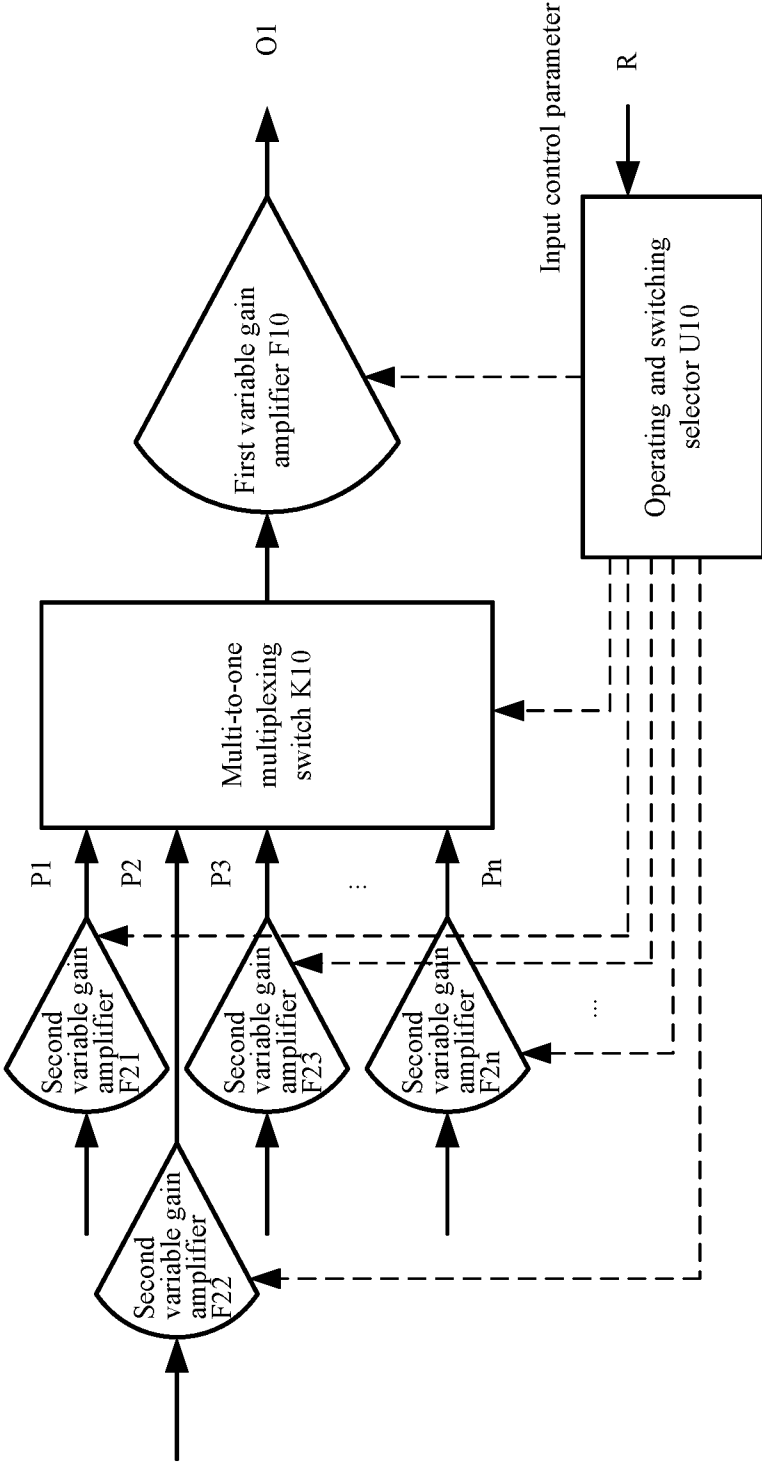 Second
variable gain
amplifier
F21
P1
Second
variable gain
amplifier
F22
P2
Second
variable gain
amplifier
F23
P3
...
Second
variable gain
amplifier
F2n
Pn
...
Multi-to-one
multiplexing
switch K10
First variable gain
amplifier F10
O1
Operating and switching
selector U10
Input control parameter
R